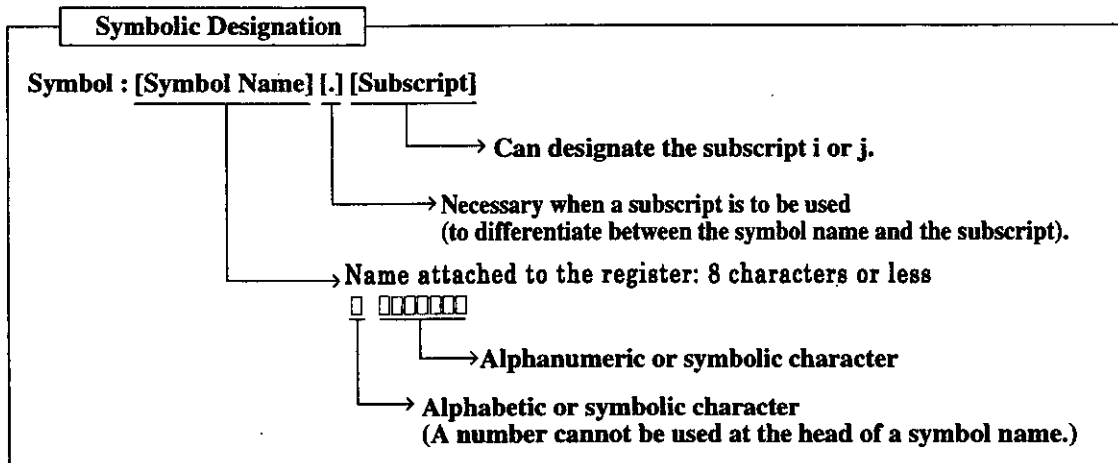 Symbolic Designation
Symbol : [Symbol Name] [.] [Subscript]
Can designate the subscript i or j.
Necessary when a subscript is to be used
(to differentiate between the symbol name and the subscript).
Name attached to the register: 8 characters or less
▯ ▯▯▯▯▯▯▯
Alphanumeric or symbolic character
Alphabetic or symbolic character
(A number cannot be used at the head of a symbol name.)